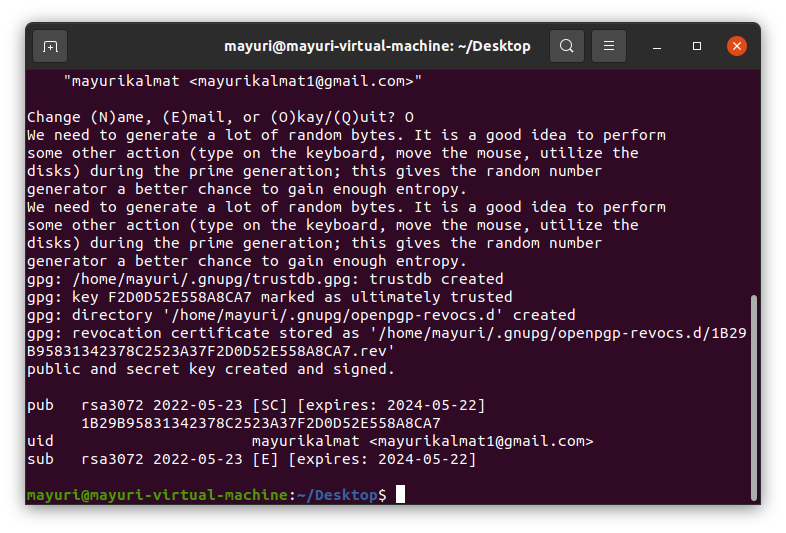 mayuri@mayuri-virtual-machine: ~/Desktop
"mayurikalmat <mayurikalmat1@gmail.com>"
Change (N)ame, (E)mail, or (O)kay/(Q)uit? O
We need to generate a lot of random bytes. It is a good idea to perform
some other action (type on the keyboard, move the mouse, utilize the
disks) during the prime generation; this gives the random number
generator a better chance to gain enough entropy.
We need to generate a lot of random bytes. It is a good idea to perform
some other action (type on the keyboard, move the mouse, utilize the
disks) during the prime generation; this gives the random number
generator a better chance to gain enough entropy.
gpg: /home/mayuri/.gnupg/trustdb.gpg: trustdb created
gpg: key F2D0D52E558A8CA7 marked as ultimately trusted
gpg: directory '/home/mayuri/.gnupg/openpgp-revocs.d' created
gpg: revocation certificate stored as '/home/mayuri/.gnupg/openpgp-revocs.d/1B29
B95831342378C2523A37F2D0D52E558A8CA7.rev'
public and secret key created and signed.
pub   rsa3072 2022-05-23 [SC] [expires: 2024-05-22]
1B29B95831342378C2523A37F2D0D52E558A8CA7
uid                      mayurikalmat <mayurikalmat1@gmail.com>
sub   rsa3072 2022-05-23 [E] [expires: 2024-05-22]
mayuri@mayuri-virtual-machine:~/Desktop$